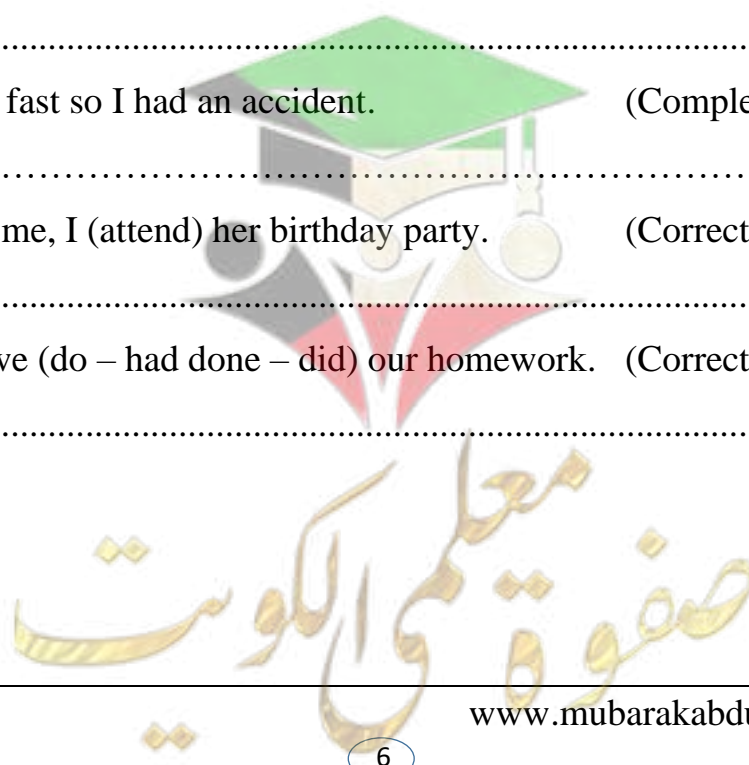 ................................................................................
fast so I had an accident. (Comple
................................................................................
me, I (attend) her birthday party. (Correct
................................................................................
we (do – had done – did) our homework. (Correct
................................................................................
صفوة معلمي الكويت
www.mubarakabdu
6